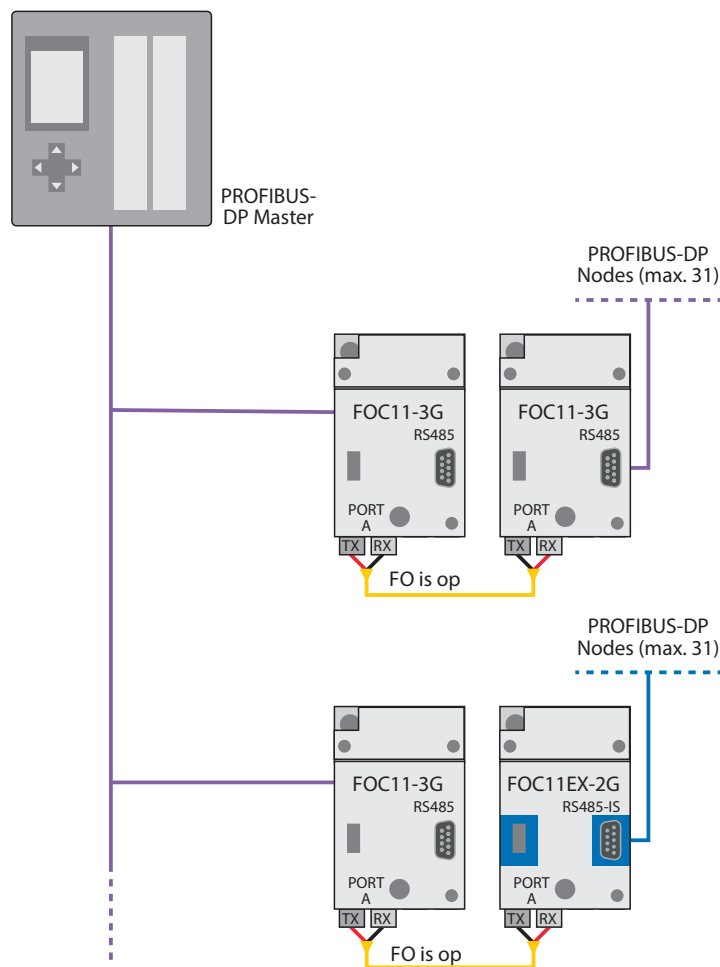 PROFIBUS-
DP Master
PROFIBUS-DP
Nodes (max. 31)
FOC11-3G
RS485
PORT
A
TX RX
FOC11-3G
RS485
PORT
A
TX RX
FO is op
PROFIBUS-DP
Nodes (max. 31)
FOC11-3G
RS485
PORT
A
TX RX
FOC11EX-2G
RS485-IS
PORT
A
TX RX
FO is op